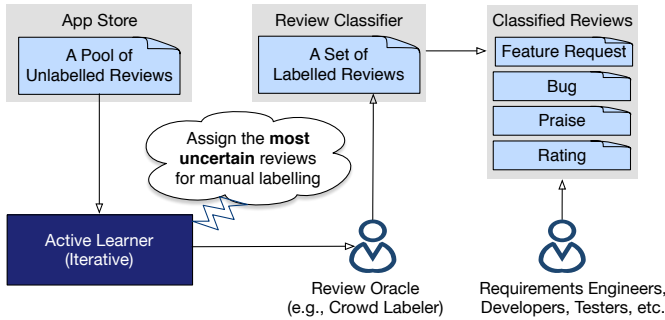 App Store
A Pool of
Unlabelled Reviews
Review Classifier
A Set of
Labelled Reviews
Classified Reviews
Feature Request
Bug
Praise
Rating
Assign the most
uncertain reviews
for manual labelling
Active Learner
(Iterative)
Review Oracle
(e.g., Crowd Labeler)
Requirements Engineers,
Developers, Testers, etc.